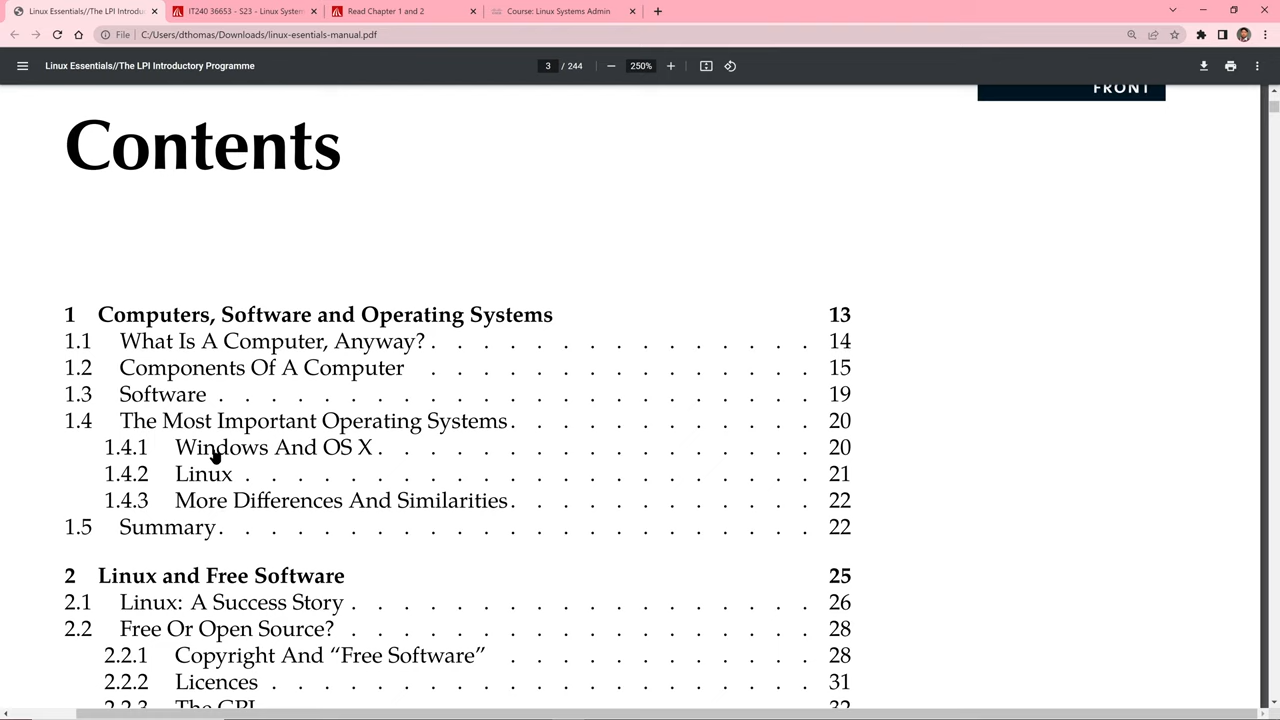 Linux Essentials//The LPI Introdu
IT240 36653 - S23 - Linux System
Read Chapter 1 and 2
Course: Linux Systems Admin
File
C:/Users/dthomas/Downloads/linux-esentials-manual.pdf
Linux Essentials//The LPI Introductory Programme
3 / 244
250%
FRONT
Contents
1 Computers, Software and Operating Systems 13
1.1 What Is A Computer, Anyway? . . . . . . . . . . . . . . . 14
1.2 Components Of A Computer . . . . . . . . . . . . . . . 15
1.3 Software . . . . . . . . . . . . . . . . . . . . . . . 19
1.4 The Most Important Operating Systems . . . . . . . . . . . . 20
1.4.1 Windows And OS X . . . . . . . . . . . . . . . . . 20
1.4.2 Linux . . . . . . . . . . . . . . . . . . . . . . 21
1.4.3 More Differences And Similarities . . . . . . . . . . . . 22
1.5 Summary . . . . . . . . . . . . . . . . . . . . . . . 22
2 Linux and Free Software 25
2.1 Linux: A Success Story . . . . . . . . . . . . . . . . . . 26
2.2 Free Or Open Source? . . . . . . . . . . . . . . . . . . 28
2.2.1 Copyright And “Free Software” . . . . . . . . . . . . 28
2.2.2 Licences . . . . . . . . . . . . . . . . . . . . . 31
2.2.3 The GPL 32